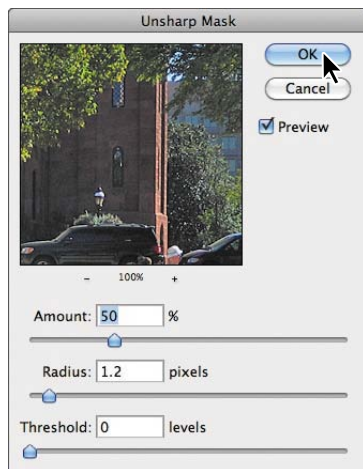 Unsharp Mask
OK
Cancel
Preview
- 100% +
Amount: 50 %
Radius: 1.2 pixels
Threshold: 0 levels